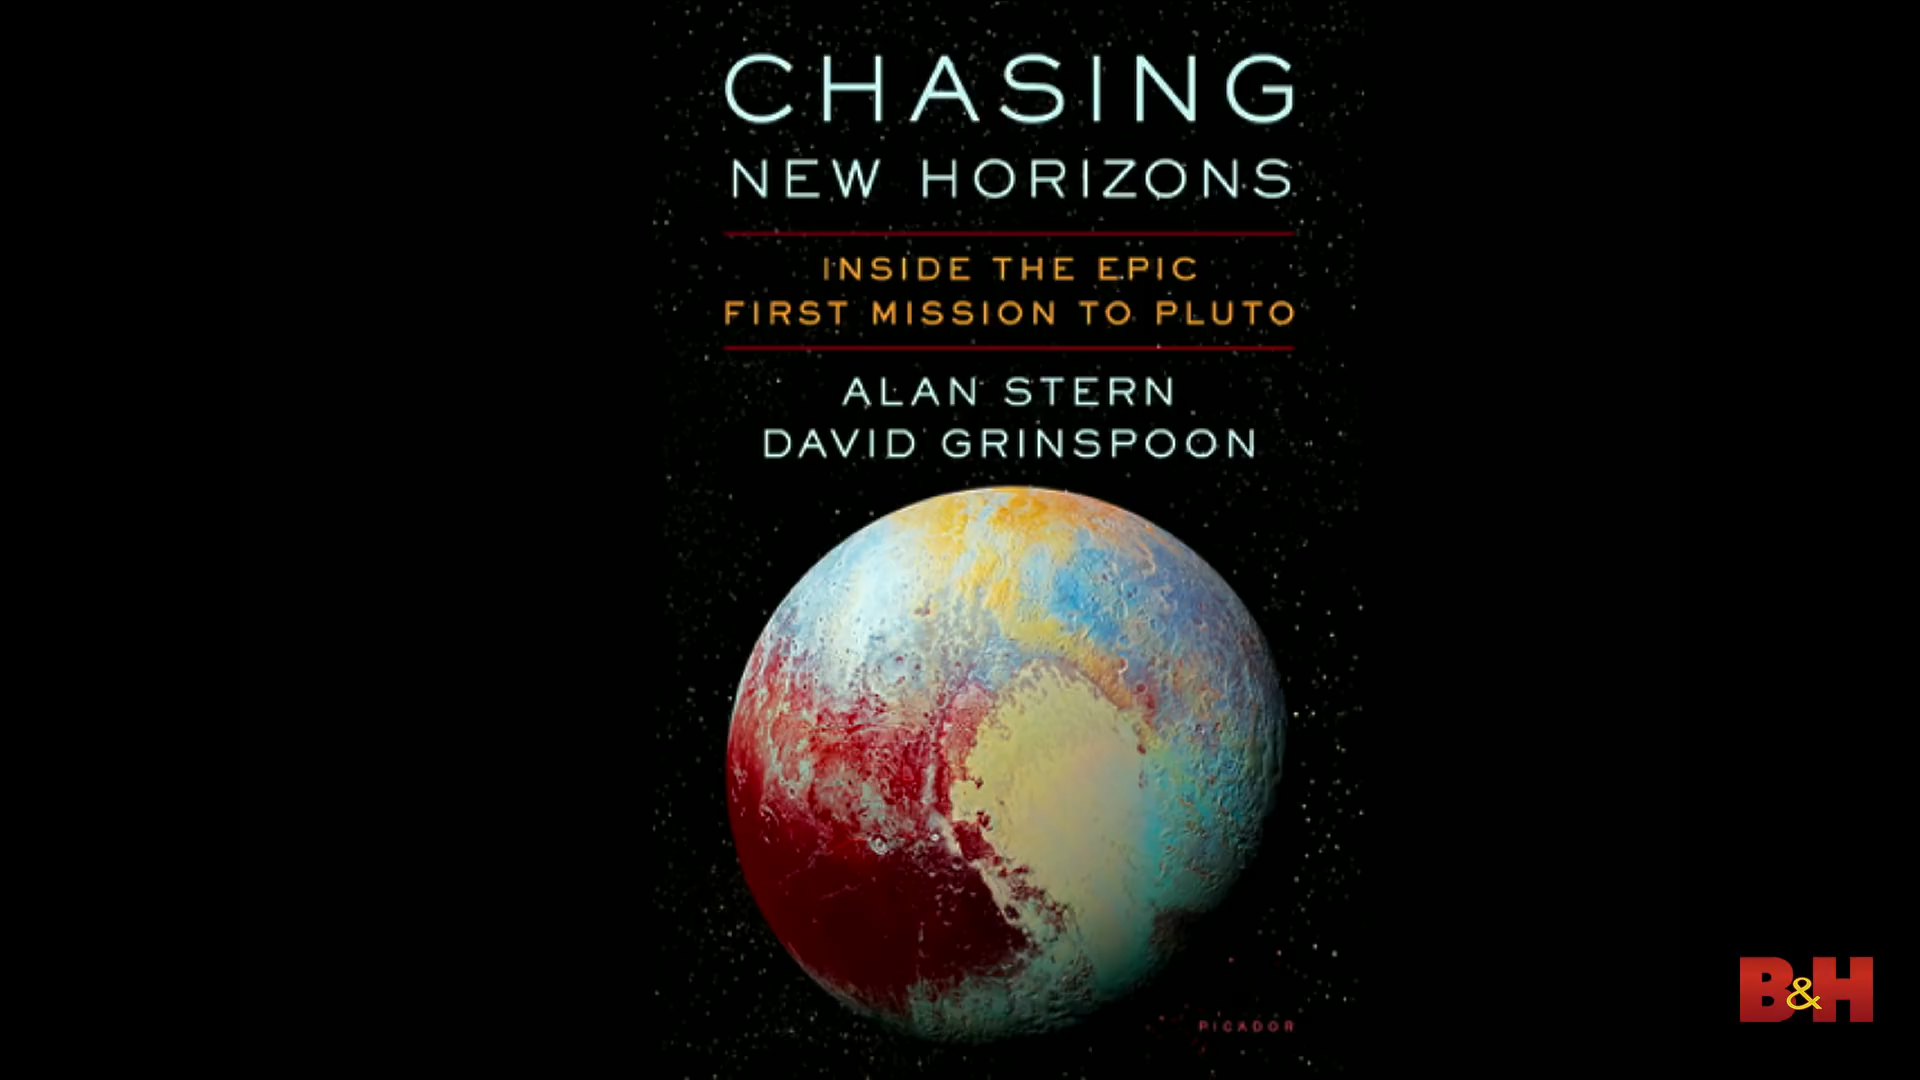 CHASING
NEW HORIZONS
INSIDE THE EPIC
FIRST MISSION TO PLUTO
ALAN STERN
DAVID GRINSPOON
PICADOR
B&H